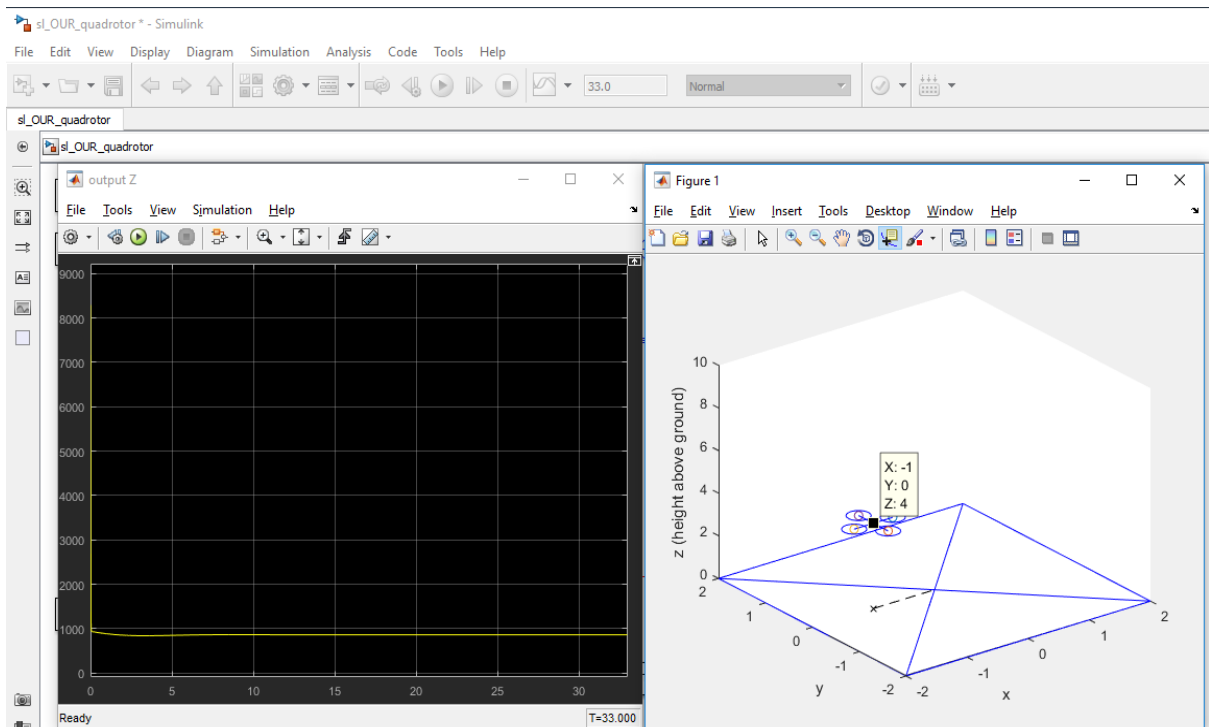 sl_OUR_quadrotor * - Simulink
File Edit View Display Diagram Simulation Analysis Code Tools Help
33.0 Normal
sl_OUR_quadrotor
sl_OUR_quadrotor
output Z
File Tools View Simulation Help
9000
8000
7000
6000
5000
4000
3000
2000
1000
0
0 5 10 15 20 25 30
Ready T=33.000
Figure 1
File Edit View Insert Tools Desktop Window Help
z (height above ground)
10
8
6
4
2
0
X: -1
Y: 0
Z: 4
2
1
0
-1
-2
y
-2
-1
0
1
2
x